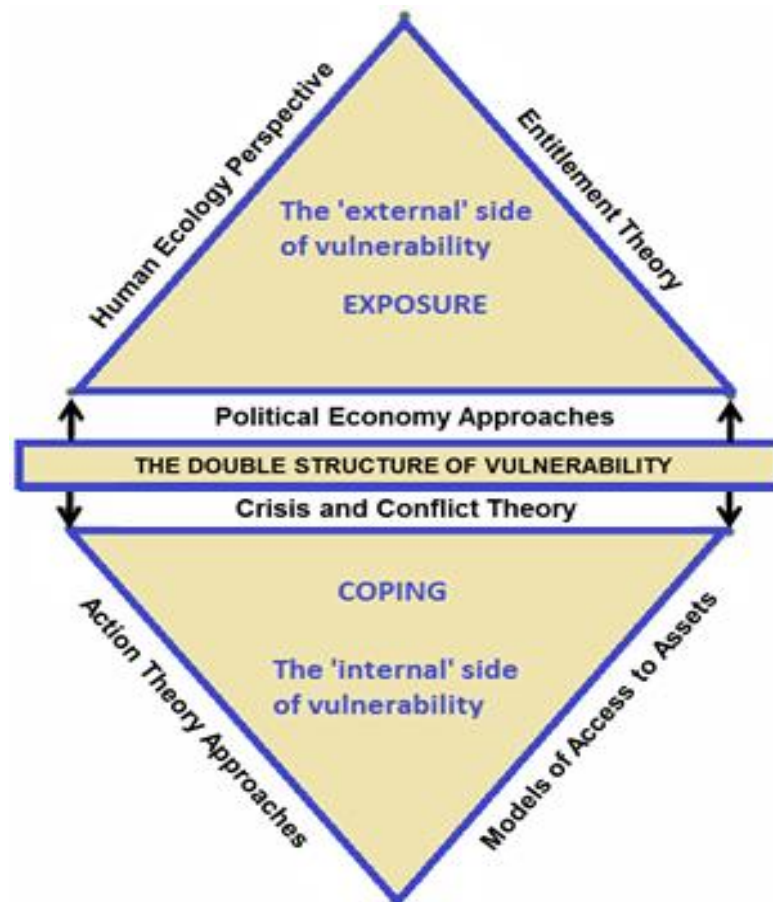 Human Ecology Perspective
Entitlement Theory
The 'external' side
of vulnerability
EXPOSURE
Political Economy Approaches
THE DOUBLE STRUCTURE OF VULNERABILITY
Crisis and Conflict Theory
COPING
The 'internal' side
of vulnerability
Action Theory Approaches
Models of Access to Assets